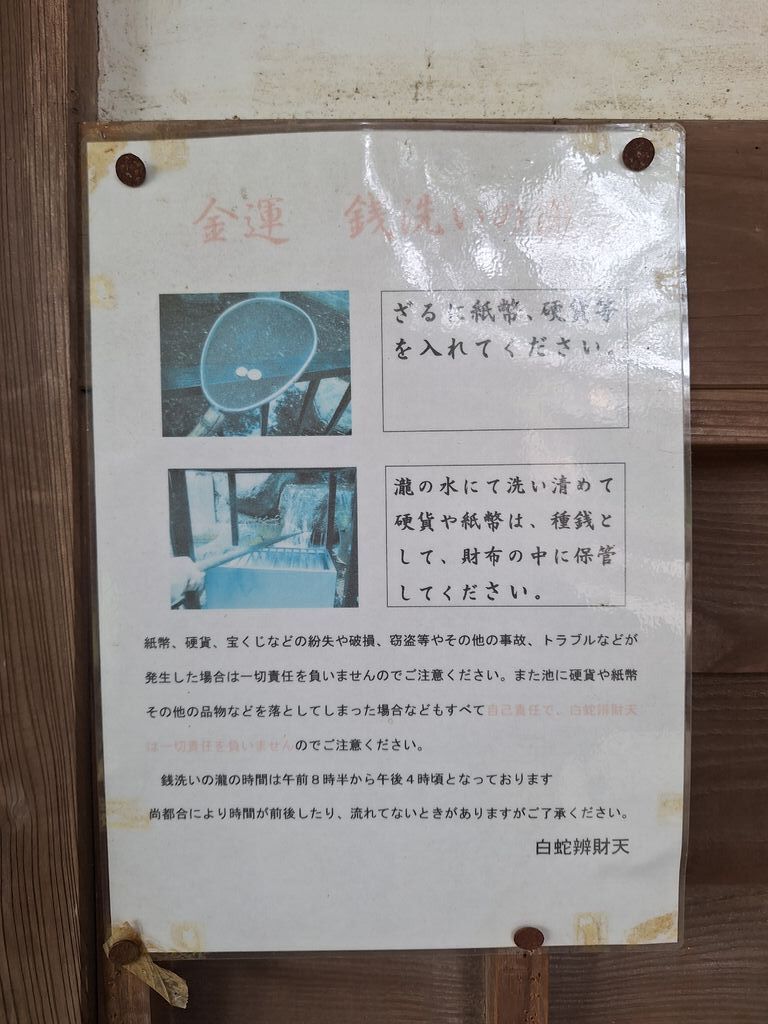 金運　銭洗いの瀧
ざるに紙幣、硬貨等
を入れてください。
瀧の水にて洗い清めて
硬貨や紙幣は、種銭と
して、財布の中に保管
してください。
紙幣、硬貨、宝くじなどの紛失や破損、窃盗等やその他の事故、トラブルなどが
発生した場合は一切責任を負いませんのでご注意ください。また池に硬貨や紙幣
その他の品物などを落としてしまった場合などもすべて自己責任で、白蛇辨財天
は一切責任を負いませんのでご注意ください。
銭洗いの瀧の時間は午前８時半から午後４時頃となっております
尚都合により時間が前後したり、流れてないときがありますがご了承ください。
白蛇辨財天